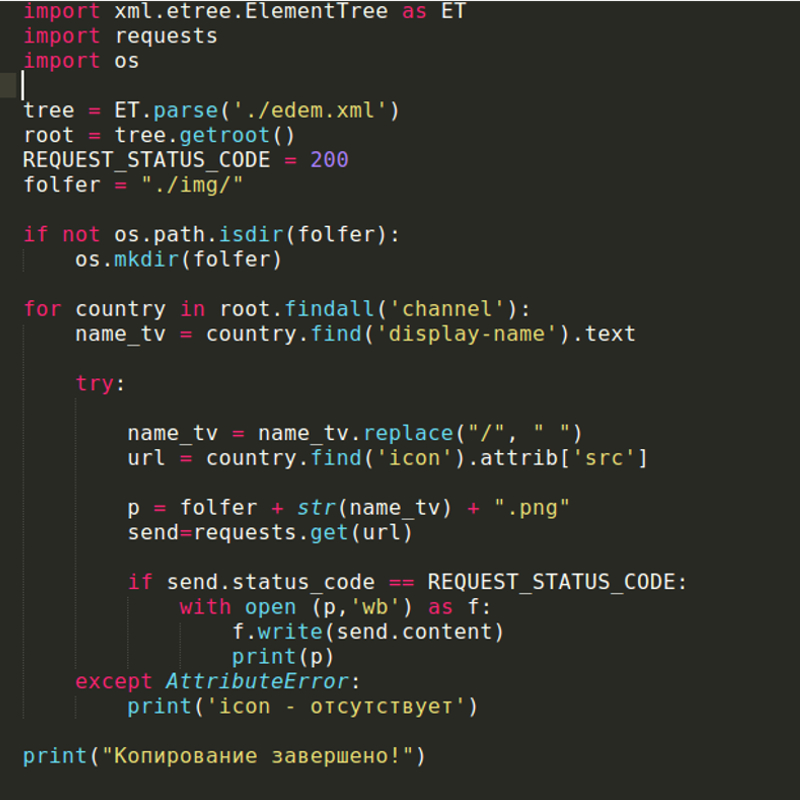 import xml.etree.ElementTree as ET
import requests
import os
tree = ET.parse('./edem.xml')
root = tree.getroot()
REQUEST_STATUS_CODE = 200
folfer = "./img/"
if not os.path.isdir(folfer):
    os.mkdir(folfer)
for country in root.findall('channel'):
    name_tv = country.find('display-name').text
    try:
        name_tv = name_tv.replace("/", " ")
        url = country.find('icon').attrib['src']
        p = folfer + str(name_tv) + ".png"
        send=requests.get(url)
        if send.status_code == REQUEST_STATUS_CODE:
            with open (p,'wb') as f:
                f.write(send.content)
                print(p)
    except AttributeError:
        print('icon - отсутствует')
print("Копирование завершено!")